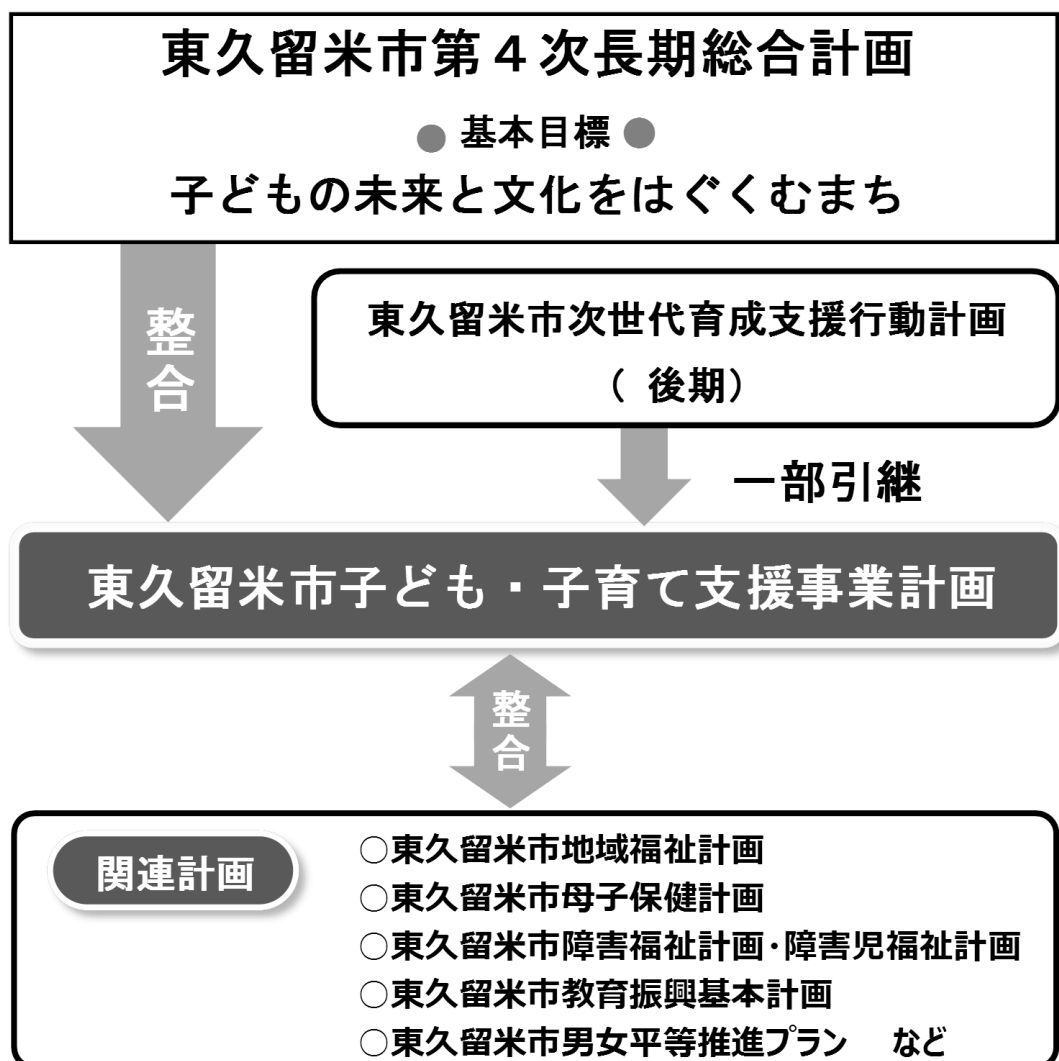 東久留米市第４次長期総合計画
● 基本目標 ●
子どもの未来と文化をはぐくむまち
整合
東久留米市次世代育成支援行動計画
（ 後期）
一部引継
東久留米市子ども・子育て支援事業計画
整合
関連計画
○東久留米市地域福祉計画
○東久留米市母子保健計画
○東久留米市障害福祉計画・障害児福祉計画
○東久留米市教育振興基本計画
○東久留米市男女平等推進プラン　など